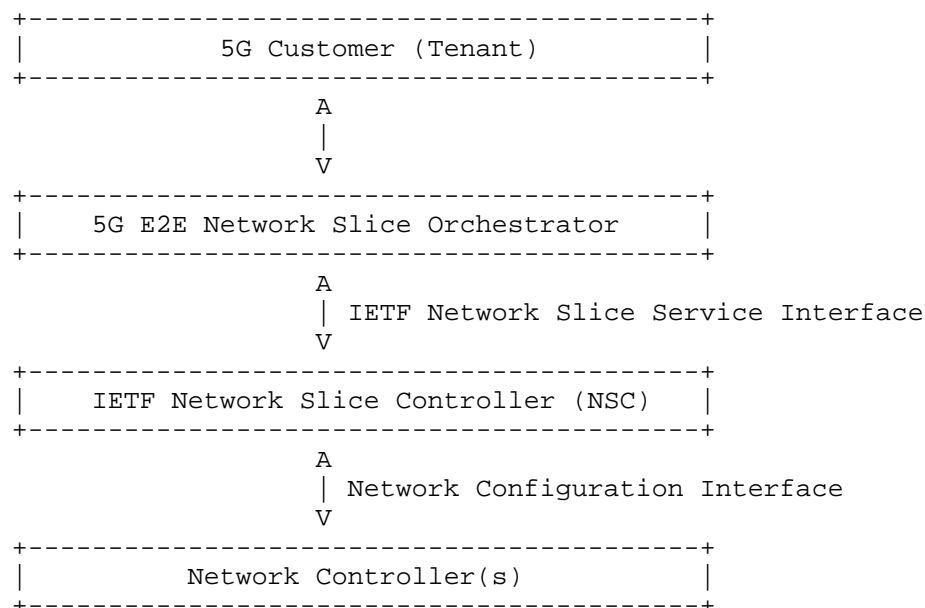 +------------------------------------------+
|            5G Customer (Tenant)          |
+------------------------------------------+
                   A
                   |
                   V
+------------------------------------------+
|    5G E2E Network Slice Orchestrator     |
+------------------------------------------+
                   A
                   | IETF Network Slice Service Interface
                   V
+------------------------------------------+
|    IETF Network Slice Controller (NSC)   |
+------------------------------------------+
                   A
                   | Network Configuration Interface
                   V
+------------------------------------------+
|          Network Controller(s)           |
+------------------------------------------+